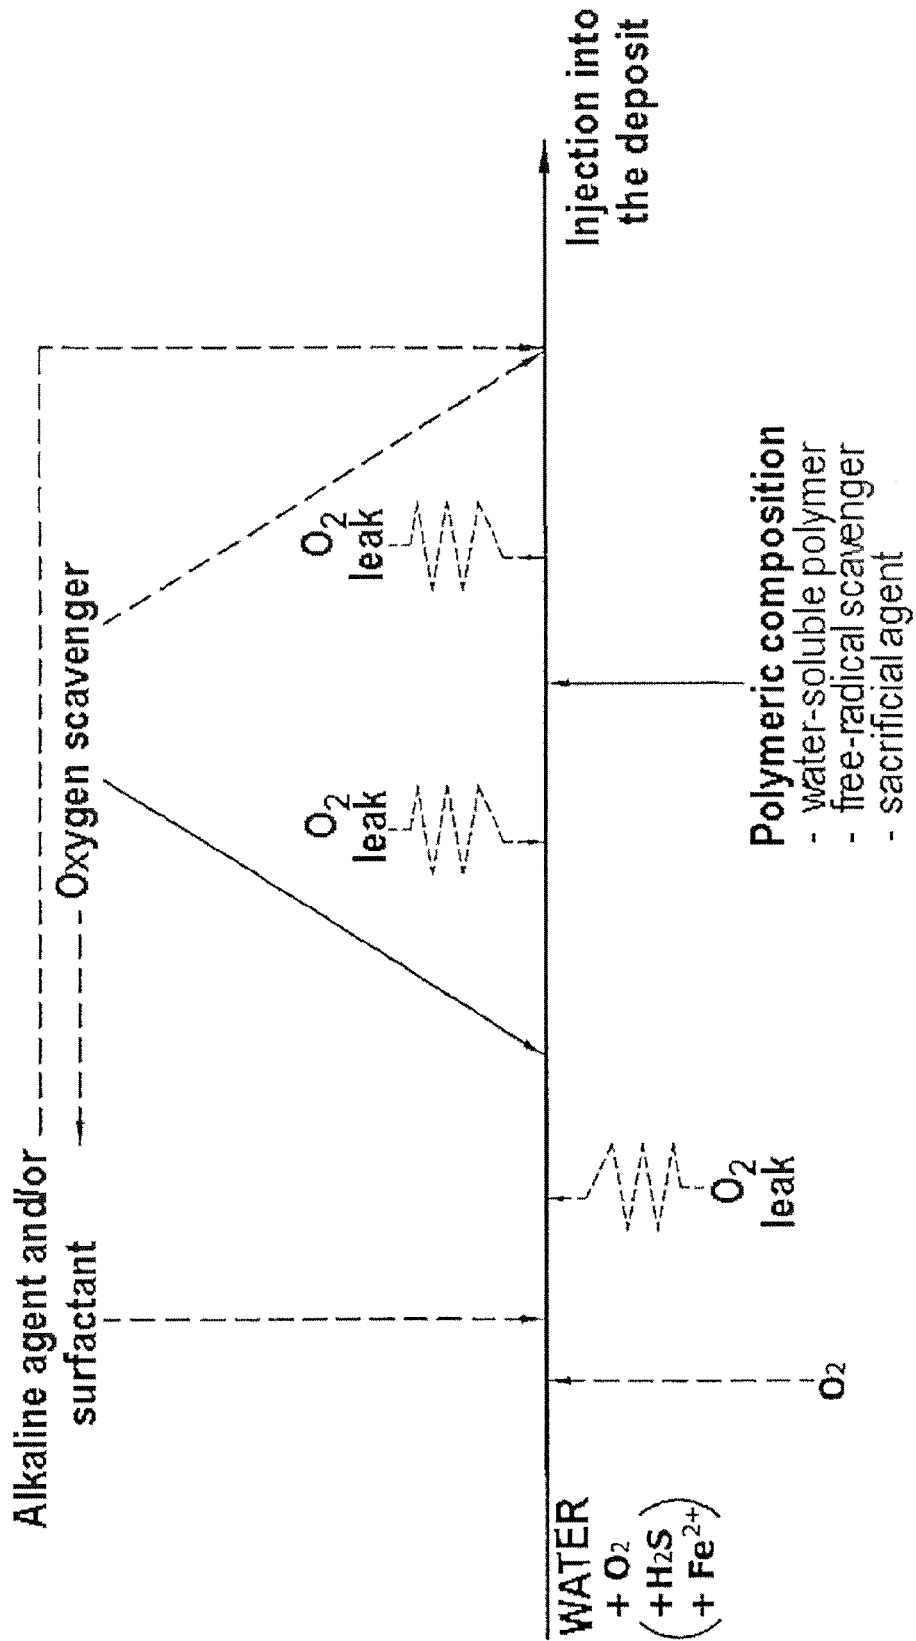 Alkaline agent and/or
surfactant
Oxygen scavenger
O2
leak
O2
leak
WATER
+ O2
(+H2S
+ Fe2+)
O2
O2
leak
Polymeric composition
- water-soluble polymer
- free-radical scavenger
- sacrificial agent
Injection into
the deposit